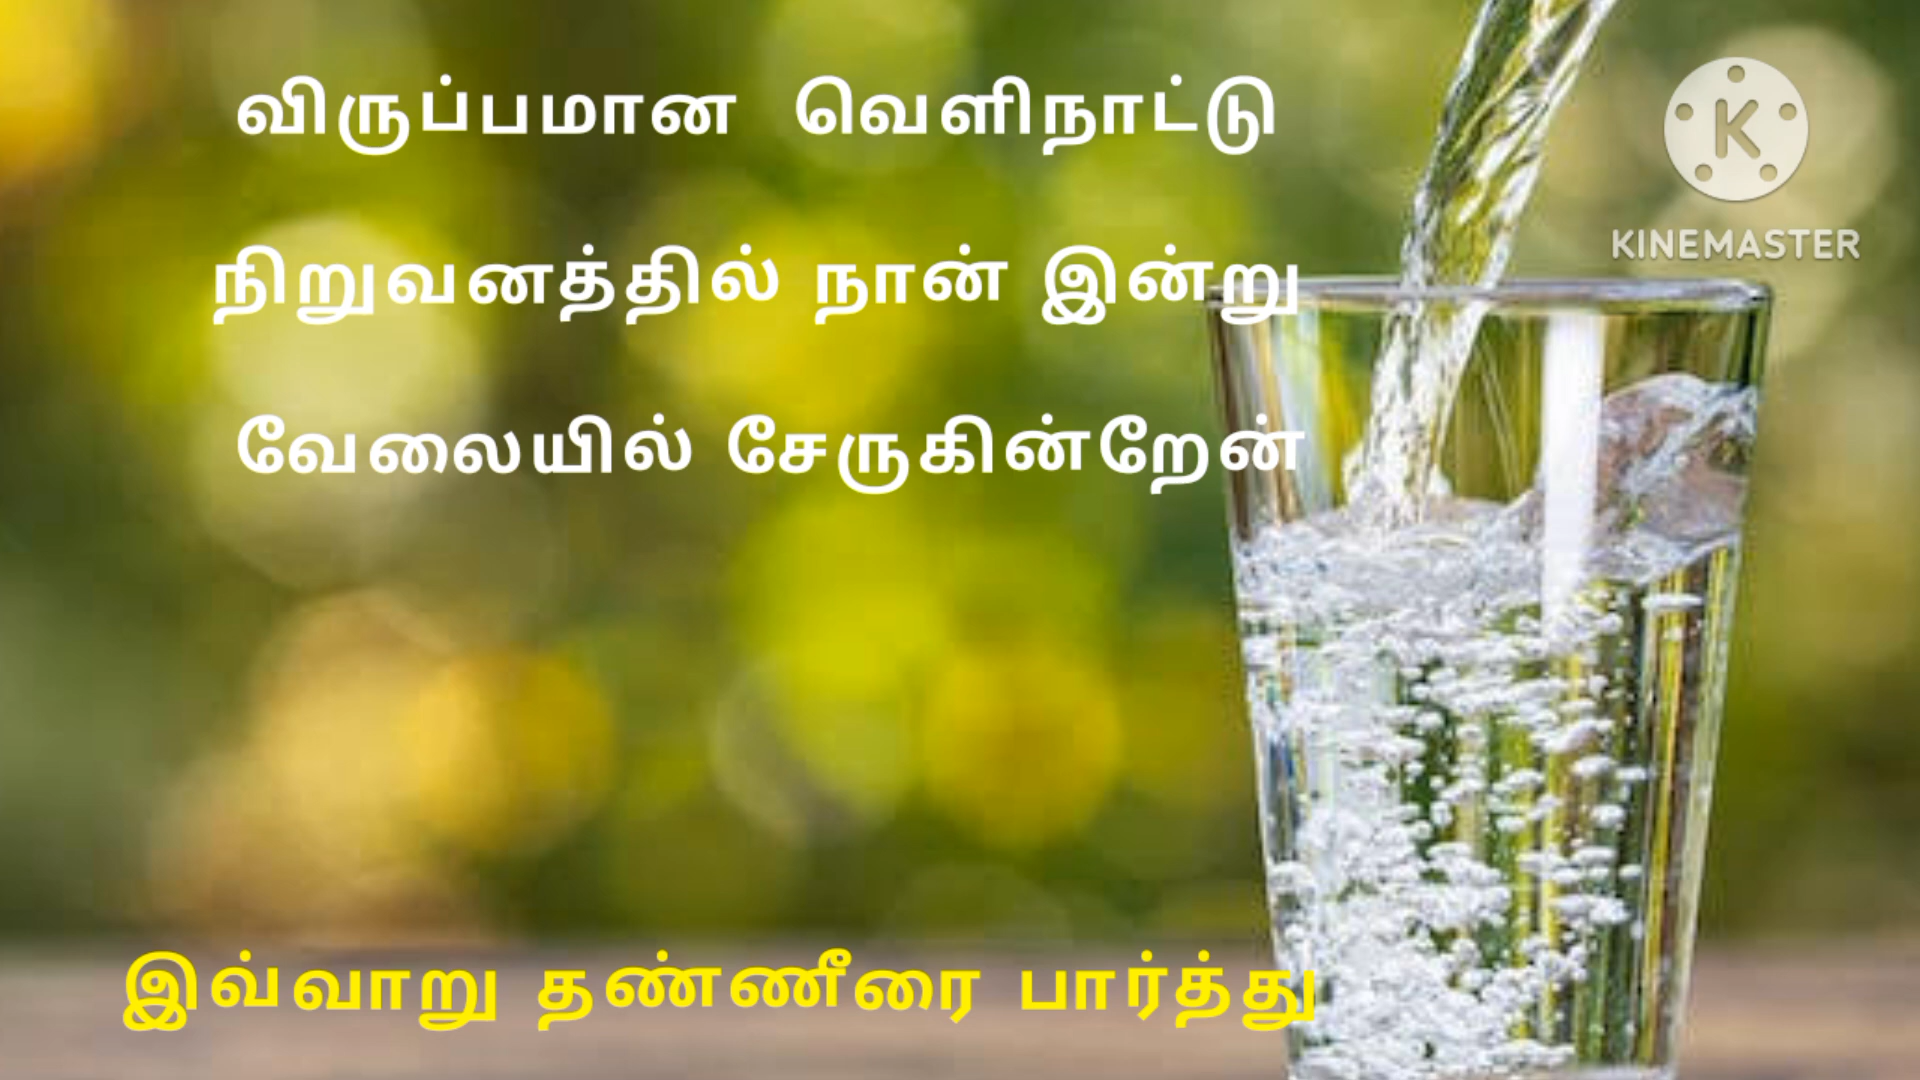 விருப்பமான வெளிநாட்டு
நிறுவனத்தில் நான் இன்று
வேலையில் சேருகின்றேன்
இவ்வாறு தண்ணீரை பார்த்து
K
KINEMASTER